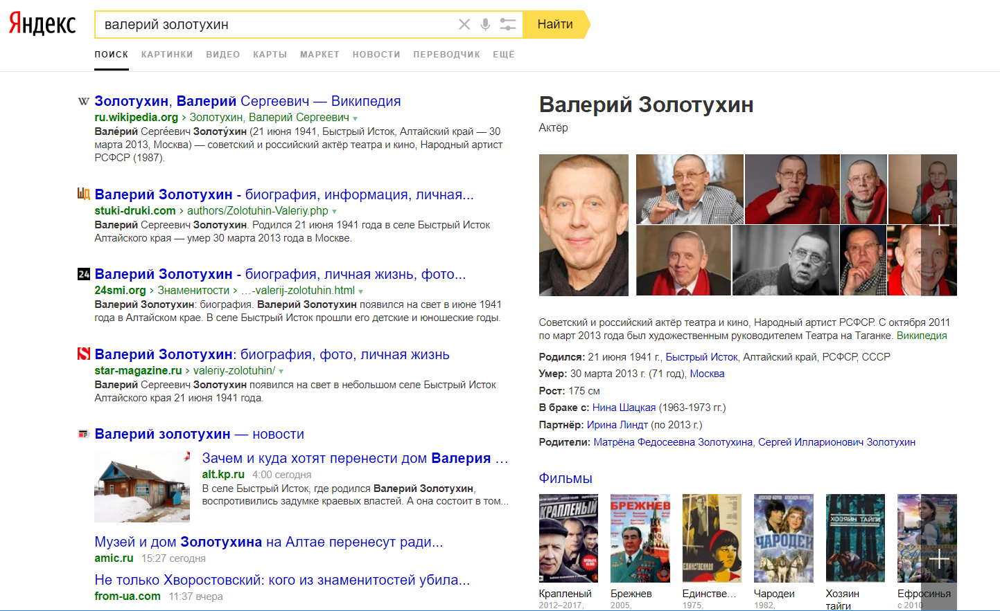 Яндекс
валерий золотухин
Найти
ПОИСК КАРТИНКИ ВИДЕО КАРТЫ МАРКЕТ НОВОСТИ ПЕРЕВОДЧИК ЕЩЁ
W Золотухин, Валерий Сергеевич — Википедия
ru.wikipedia.org › Золотухин, Валерий Сергеевич
Вале́рий Серге́евич Золоту́хин (21 июня 1941, Быстрый Исток, Алтайский край — 30
марта 2013, Москва) — советский и российский актёр театра и кино, Народный артист
РСФСР (1987).
Валерий Золотухин - биография, информация, личная...
stuki-druki.com › authors/Zolotuhin-Valeriy.php
Валерий Сергеевич Золотухин. Родился 21 июня 1941 года в селе Быстрый Исток
Алтайского края — умер 30 марта 2013 года в Москве.
24 Валерий Золотухин - биография, личная жизнь, фото...
24smi.org › Знаменитости › …-valerij-zolotuhin.html
Валерий Золотухин: биография. Валерий Золотухин появился на свет в июне 1941
года в Алтайском крае. В селе Быстрый Исток прошли его детские и юношеские годы.
S Валерий Золотухин: биография, фото, личная жизнь
star-magazine.ru › valeriy-zolotuhin/
Валерий Сергеевич Золотухин появился на свет в небольшом селе Быстрый Исток
Алтайского края 21 июня 1941 года.
Валерий золотухин — новости
Зачем и куда хотят перенести дом Валерия …
alt.kp.ru 4:00 сегодня
В селе Быстрый Исток, где родился Валерий Золотухин,
воспротивились задумке краевых властей. А она состоит в том...
Музей и дом Золотухина на Алтае перенесут ради...
amic.ru 15:27 сегодня
Не только Хворостовский: кого из знаменитостей убила...
from-ua.com 11:37 вчера
Валерий Золотухин
Актёр
Советский и российский актёр театра и кино, Народный артист РСФСР. С октября 2011
по март 2013 года был художественным руководителем Театра на Таганке. Википедия
Родился: 21 июня 1941 г., Быстрый Исток, Алтайский край, РСФСР, СССР
Умер: 30 марта 2013 г. (71 год), Москва
Рост: 175 см
В браке с: Нина Шацкая (1963-1973 гг.)
Партнёр: Ирина Линдт (по 2013 г.)
Родители: Матрёна Федосеевна Золотухина, Сергей Илларионович Золотухин
Фильмы
КРАПЛЕНЫЙ
БРЕЖНЕВ
ЕДИНСТВЕННАЯ
ЧАРОДЕИ
ХОЗЯИН ТАЙГИ
Ефросинья
Крапленый
2012–2017,
Брежнев
2005,
Единстве…
1975,
Чародеи
1982,
Хозяин
тайги
Ефросинья
с 2010